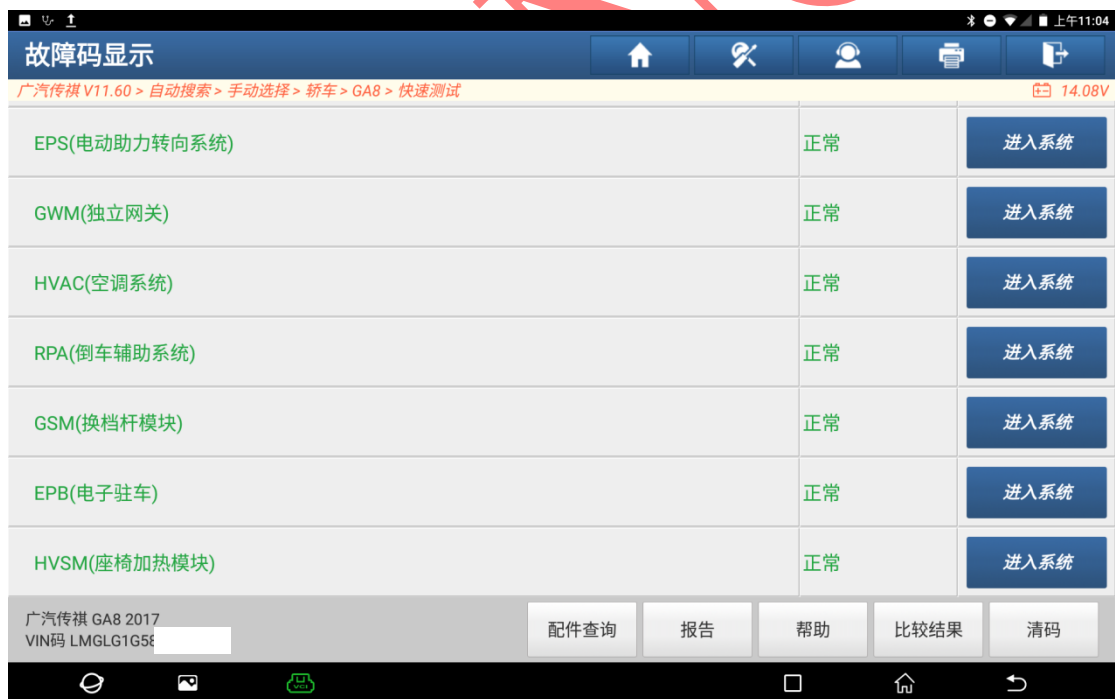 上午11:04
故障码显示
广汽传祺 V11.60 > 自动搜索 > 手动选择 > 轿车 > GA8 > 快速测试 14.08V
EPS(电动助力转向系统) 正常 进入系统
GWM(独立网关) 正常 进入系统
HVAC(空调系统) 正常 进入系统
RPA(倒车辅助系统) 正常 进入系统
GSM(换档杆模块) 正常 进入系统
EPB(电子驻车) 正常 进入系统
HVSM(座椅加热模块) 正常 进入系统
广汽传祺 GA8 2017
VIN码 LMGLG1G58
配件查询 报告 帮助 比较结果 清码
VCI